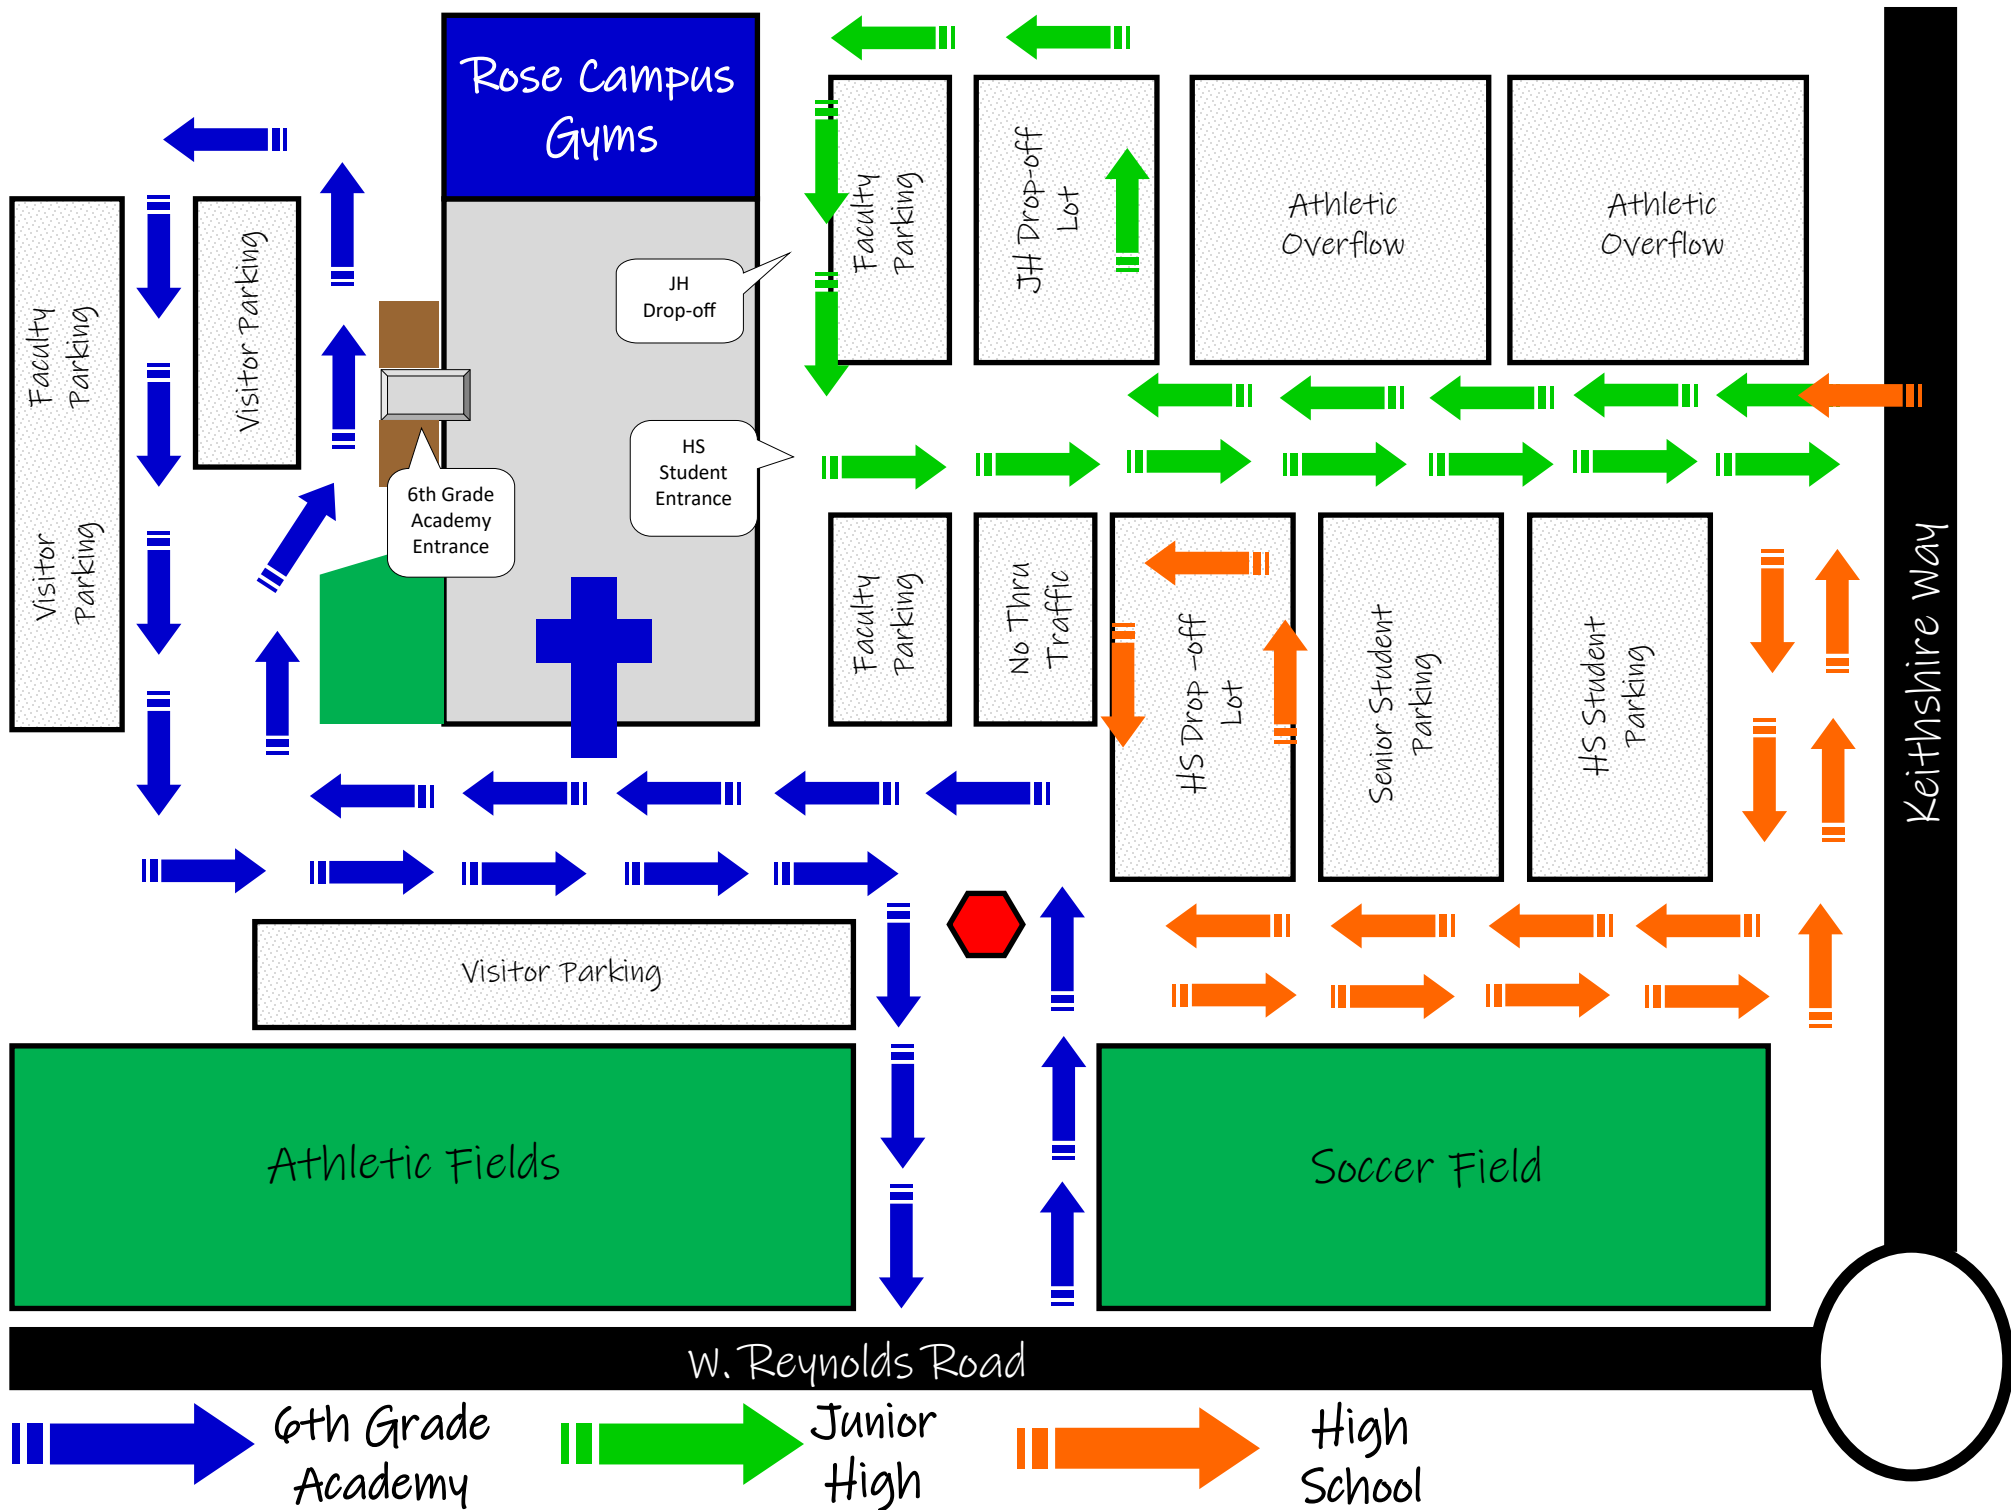 Rose Campus
Gyms
Faculty
Parking
JH Drop-off
Lot
Athletic
Overflow
Athletic
Overflow
Faculty
Parking
Visitor Parking
JH
Drop-off
HS
Student
Entrance
6th Grade
Academy
Entrance
Visitor
Parking
Faculty
Parking
No Thru
Traffic
HS Drop -off
Lot
Senior Student
Parking
HS Student
Parking
Keithshire Way
Visitor Parking
Athletic Fields
Soccer Field
W. Reynolds Road
6th Grade
Academy
Junior
High
High
School